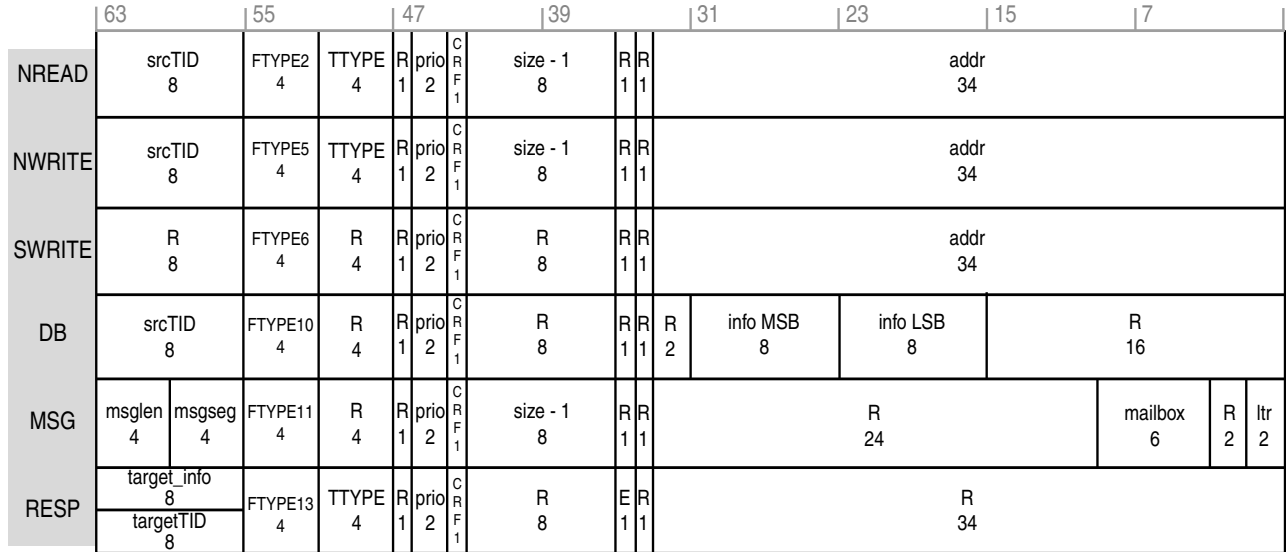 63 55 47 39 31 23 15 7
NREAD srcTID 8 FTYPE2 4 TTYPE 4 R 1 prio 2 CRF 1 size - 1 8 R 1 R 1 addr 34
NWRITE srcTID 8 FTYPE5 4 TTYPE 4 R 1 prio 2 CRF 1 size - 1 8 R 1 R 1 addr 34
SWRITE R 8 FTYPE6 4 R 4 R 1 prio 2 CRF 1 R 8 R 1 R 1 addr 34
DB srcTID 8 FTYPE10 4 R 4 R 1 prio 2 CRF 1 R 8 R 1 R 1 R 2 info MSB 8 info LSB 8 R 16
MSG msglen 4 msgseg 4 FTYPE11 4 R 4 R 1 prio 2 CRF 1 size - 1 8 R 1 R 1 R 24 mailbox 6 R 2 ltr 2
RESP target_info 8 targetTID 8 FTYPE13 4 TTYPE 4 R 1 prio 2 CRF 1 R 8 E 1 R 1 R 34